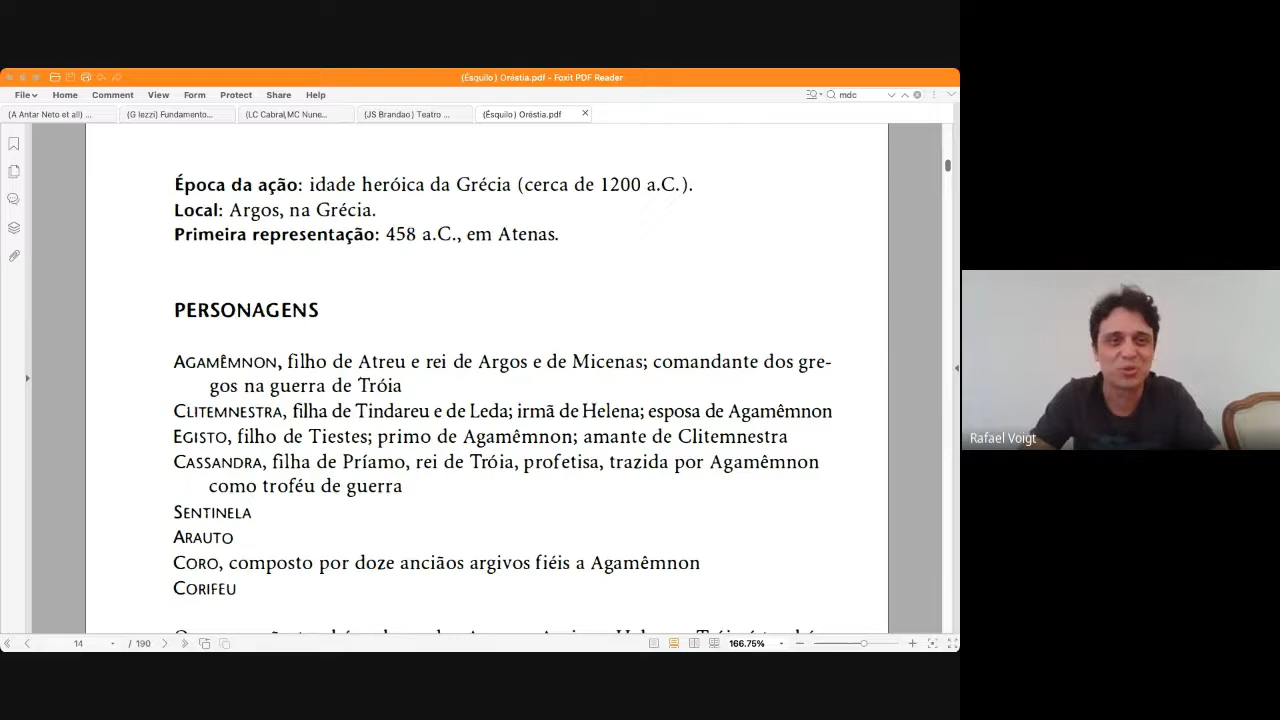 (Ésquilo) Oréstia.pdf - Foxit PDF Reader
File Home Comment View Form Protect Share Help
mdc
(A Antar Neto et all) ... (G Iezzi) Fundamento... (LC Cabral,MC Nune... (JS Brandao) Teatro ... (Ésquilo) Oréstia.pdf
Época da ação: idade heróica da Grécia (cerca de 1200 a.C.).
Local: Argos, na Grécia.
Primeira representação: 458 a.C., em Atenas.
PERSONAGENS
AGAMÊMNON, filho de Atreu e rei de Argos e de Micenas; comandante dos gre-
gos na guerra de Tróia
CLITEMNESTRA, filha de Tindareu e de Leda; irmã de Helena; esposa de Agamêmnon
EGISTO, filho de Tiestes; primo de Agamêmnon; amante de Clitemnestra
CASSANDRA, filha de Príamo, rei de Tróia, profetisa, trazida por Agamêmnon
como troféu de guerra
SENTINELA
ARAUTO
CORO, composto por doze anciãos argivos fiéis a Agamêmnon
CORIFEU
14 / 190
166.75%
Rafael Voigt